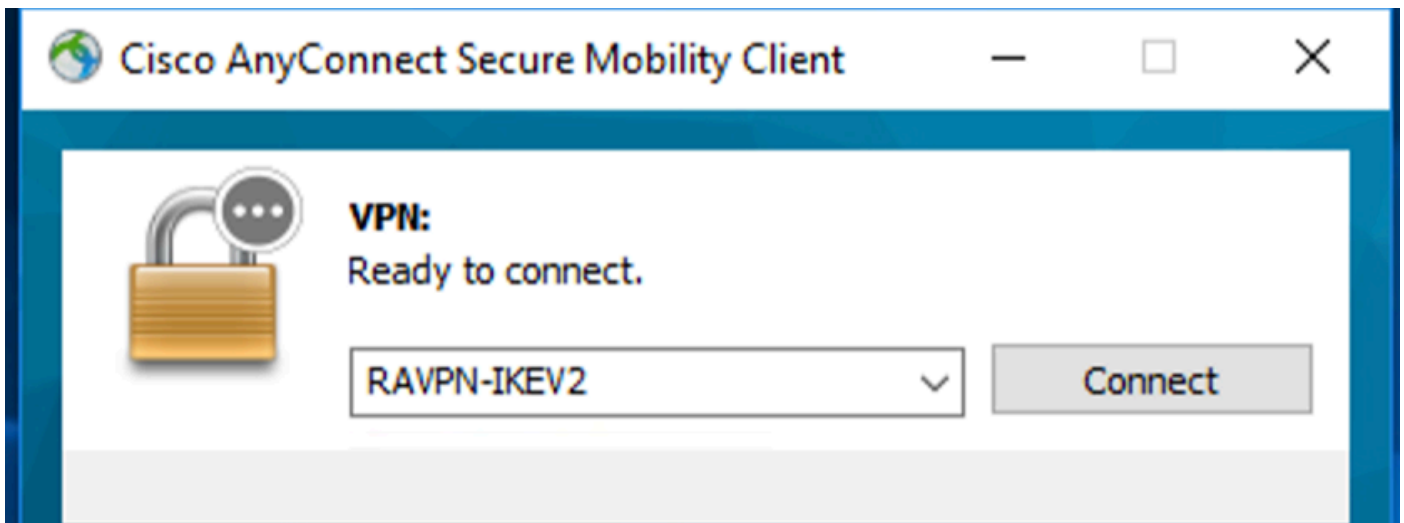 Cisco AnyConnect Secure Mobility Client
VPN:
Ready to connect.
RAVPN-IKEV2
Connect